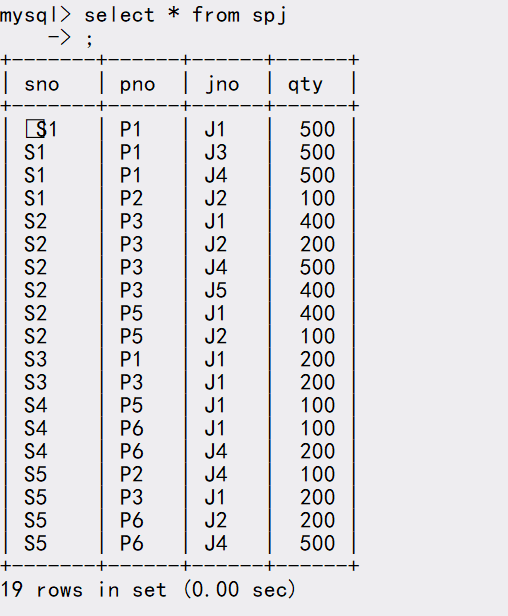 mysql> select * from spj
    -> ;
+-------+------+------+------+
| sno   | pno  | jno  | qty  |
+-------+------+------+------+
| □S1   | P1   | J1   |  500 |
| S1    | P1   | J3   |  500 |
| S1    | P1   | J4   |  500 |
| S1    | P2   | J2   |  100 |
| S2    | P3   | J1   |  400 |
| S2    | P3   | J2   |  200 |
| S2    | P3   | J4   |  500 |
| S2    | P3   | J5   |  400 |
| S2    | P5   | J1   |  400 |
| S2    | P5   | J2   |  100 |
| S3    | P1   | J1   |  200 |
| S3    | P3   | J1   |  200 |
| S4    | P5   | J1   |  100 |
| S4    | P6   | J1   |  100 |
| S4    | P6   | J4   |  200 |
| S5    | P2   | J4   |  100 |
| S5    | P3   | J1   |  200 |
| S5    | P6   | J2   |  200 |
| S5    | P6   | J4   |  500 |
+-------+------+------+------+
19 rows in set (0.00 sec)